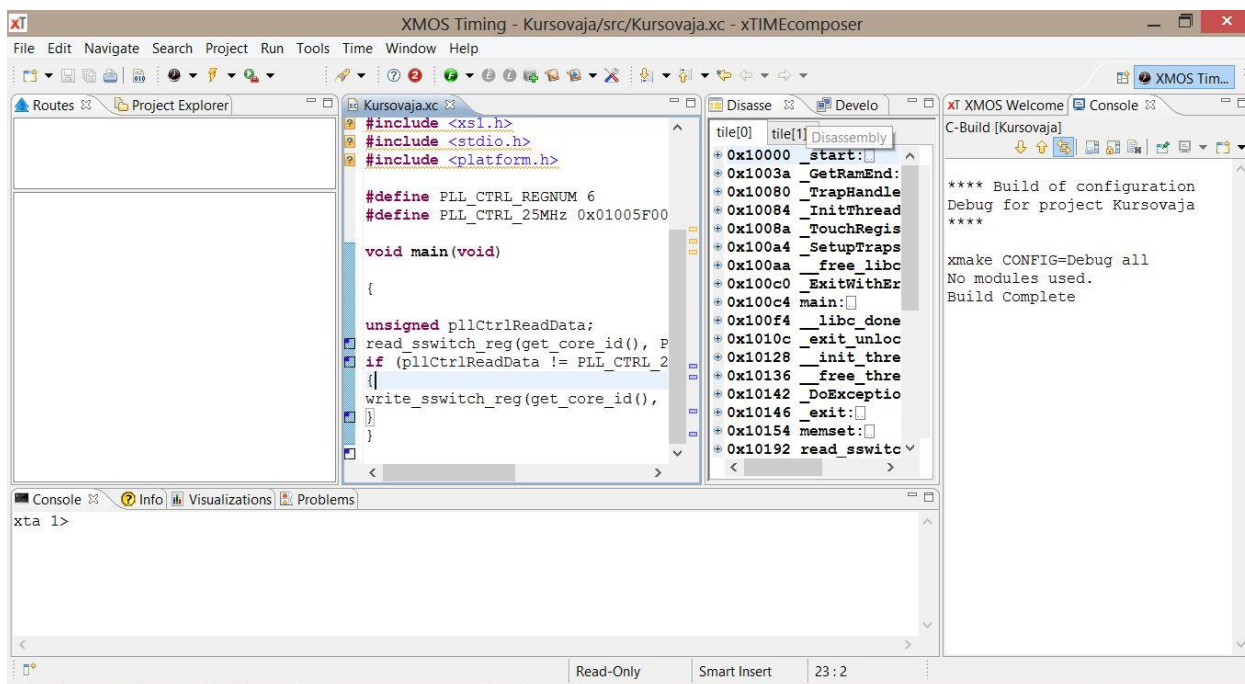 xT XMOS Timing - Kursovaja/src/Kursovaja.xc - xTIMEcomposer
File Edit Navigate Search Project Run Tools Time Window Help
XMOS Tim...
Routes Project Explorer
Kursovaja.xc
#include <xs1.h>
#include <stdio.h>
#include <platform.h>
#define PLL_CTRL_REGNUM 6
#define PLL_CTRL_25MHz 0x01005F00
void main(void)
{
unsigned pllCtrlReadData;
read_sswitch_reg(get_core_id(), P
if (pllCtrlReadData != PLL_CTRL_2
{
write_sswitch_reg(get_core_id(),
}
}
Disasse Develo
tile[0] tile[1] Disassembly
0x10000 _start:
0x1003a _GetRamEnd:
0x10080 _TrapHandle
0x10084 _InitThread
0x1008a _TouchRegis
0x100a4 _SetupTraps
0x100aa __free_libc
0x100c0 _ExitWithEr
0x100c4 main:
0x100f4 __libc_done
0x1010c _exit_unloc
0x10128 __init_thre
0x10136 __free_thre
0x10142 _DoExceptio
0x10146 _exit:
0x10154 memset:
0x10192 read_sswitc
xT XMOS Welcome Console
C-Build [Kursovaja]
**** Build of configuration
Debug for project Kursovaja
****
xmake CONFIG=Debug all
No modules used.
Build Complete
Console Info Visualizations Problems
xta 1>
Read-Only Smart Insert 23 : 2